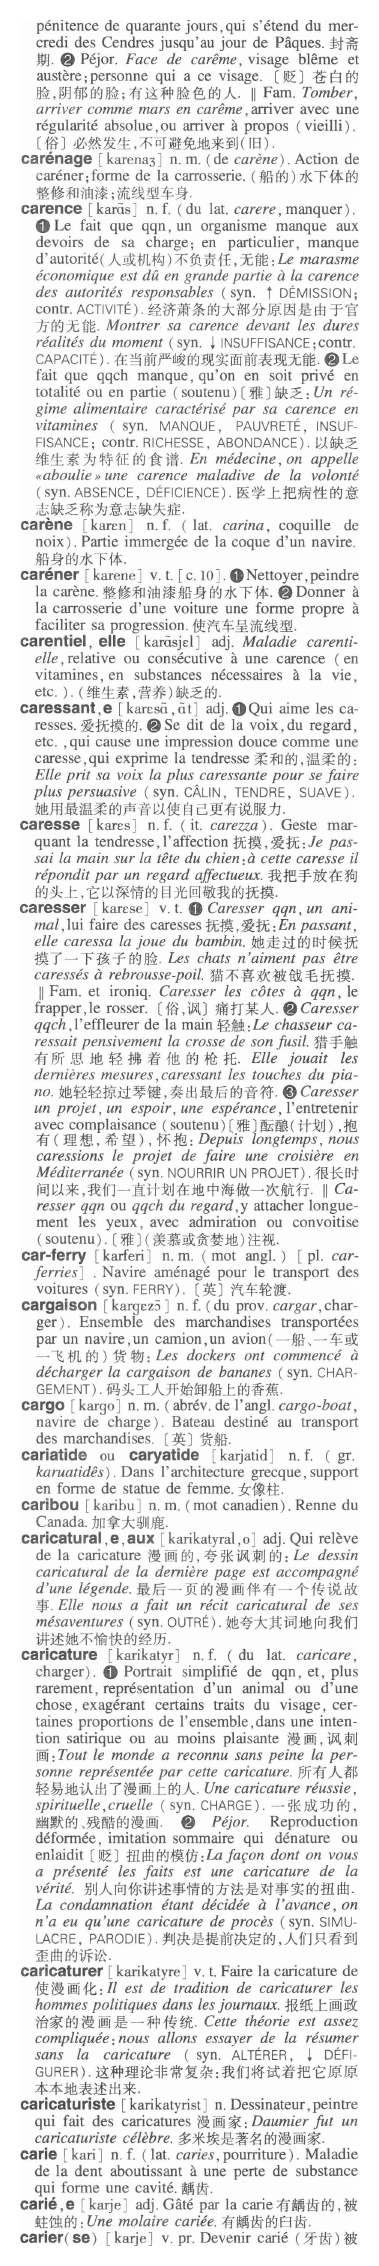 pénitence de quarante jours, qui s'étend du mer-
credi des Cendres jusqu'au jour de Pâques. 封斋
期. ❷ Péjor. Face de carême, visage blême et
austère; personne qui a ce visage. 〔贬〕苍白的
脸,阴郁的脸;有这种脸色的人. ‖ Fam. Tomber,
arriver comme mars en carême, arriver avec une
régularité absolue, ou arriver à propos (vieilli).
〔俗〕必然发生,不可避免地来到(旧).
carénage [karenaʒ] n. m. (de carène). Action de
caréner; forme de la carrosserie. (船的)水下体的
整修和油漆;流线型车身.
carence [karɑ̃s] n. f. (du lat. carere, manquer).
❶ Le fait que qqn, un organisme manque aux
devoirs de sa charge; en particulier, manque
d'autorité(人或机构)不负责任,无能: Le marasme
économique est dû en grande partie à la carence
des autorités responsables (syn. ↑ DÉMISSION;
contr. ACTIVITÉ). 经济萧条的大部分原因是由于官
方的无能. Montrer sa carence devant les dures
réalités du moment (syn. ↓ INSUFFISANCE; contr.
CAPACITÉ). 在当前严峻的现实面前表现无能. ❷ Le
fait que qqch manque, qu'on en soit privé en
totalité ou en partie (soutenu)〔雅〕缺乏: Un ré-
gime alimentaire caractérisé par sa carence en
vitamines (syn. MANQUE, PAUVRETÉ, INSUF-
FISANCE; contr. RICHESSE, ABONDANCE). 以缺乏
维生素为特征的食谱. En médecine, on appelle
«aboulie» une carence maladive de la volonté
(syn. ABSENCE, DÉFICIENCE). 医学上把病性的意
志缺乏称为意志缺失症.
carène [karɛn] n. f. (lat. carina, coquille de
noix). Partie immergée de la coque d'un navire.
船身的水下体.
caréner [karene] v. t. [c. 10]. ❶ Nettoyer, peindre
la carène. 整修和油漆船身的水下体. ❷ Donner à
la carrosserie d'une voiture une forme propre à
faciliter sa progression. 使汽车呈流线型.
carentiel, elle [karɑ̃sjɛl] adj. Maladie carenti-
elle, relative ou consécutive à une carence (en
vitamines, en substances nécessaires à la vie,
etc.). (维生素,营养)缺乏的.
caressant, e [karɛsɑ̃, ɑ̃t] adj. ❶ Qui aime les ca-
resses. 爱抚摸的. ❷ Se dit de la voix, du regard,
etc., qui cause une impression douce comme une
caresse, qui exprime la tendresse 柔和的,温柔的:
Elle prit sa voix la plus caressante pour se faire
plus persuasive (syn. CÂLIN, TENDRE, SUAVE).
她用最温柔的声音以使自己更有说服力.
caresse [karɛs] n. f. (it. carezza). Geste mar-
quant la tendresse, l'affection 抚摸,爱抚: Je pas-
sai la main sur la tête du chien: à cette caresse il
répondit par un regard affectueux. 我把手放在狗
的头上,它以深情的目光回敬我的抚摸.
caresser [karese] v. t. ❶ Caresser qqn, un ani-
mal, lui faire des caresses 抚摸,爱抚: En passant,
elle caressa la joue du bambin. 她走过的时候抚
摸了一下孩子的脸. Les chats n'aiment pas être
caressés à rebrousse-poil. 猫不喜欢被戗毛抚摸.
‖ Fam. et ironiq. Caresser les côtes à qqn, le
frapper, le rosser. 〔俗,讽〕痛打某人. ❷ Caresser
qqch, l'effleurer de la main 轻触: Le chasseur ca-
ressait pensivement la crosse de son fusil. 猎手触
有所思地轻拂着他的枪托. Elle jouait les
dernières mesures, caressant les touches du pia-
no. 她轻轻掠过琴键,奏出最后的音符. ❸ Caresser
un projet, un espoir, une espérance, l'entretenir
avec complaisance (soutenu)〔雅〕酝酿(计划),抱
有(理想,希望),怀抱: Depuis longtemps, nous
caressions le projet de faire une croisière en
Méditerranée (syn. NOURRIR UN PROJET). 很长时
间以来,我们一直计划在地中海做一次航行. ‖ Ca-
resser qqn ou qqch du regard, y attacher longue-
ment les yeux, avec admiration ou convoitise
(soutenu). 〔雅〕(羡慕或贪婪地)注视.
car-ferry [karferi] n. m. (mot angl.) [pl. car-
ferries]. Navire aménagé pour le transport des
voitures (syn. FERRY). 〔英〕汽车轮渡.
cargaison [kargɛzɔ̃] n. f. (du prov. cargar, char-
ger). Ensemble des marchandises transportées
par un navire, un camion, un avion(一船、一车或
一飞机的)货物: Les dockers ont commencé à
décharger la cargaison de bananes (syn. CHAR-
GEMENT). 码头工人开始卸船上的香蕉.
cargo [kargo] n. m. (abrév. de l'angl. cargo-boat,
navire de charge). Bateau destiné au transport
des marchandises. 〔英〕货船.
cariatide ou caryatide [karjatid] n. f. (gr.
karuatidês). Dans l'architecture grecque, support
en forme de statue de femme. 女像柱.
caribou [karibu] n. m. (mot canadien). Renne du
Canada. 加拿大驯鹿.
caricatural, e, aux [karikatyral, o] adj. Qui relève
de la caricature 漫画的,夸张讽刺的: Le dessin
caricatural de la dernière page est accompagné
d'une légende. 最后一页的漫画伴有一个传说故
事. Elle nous a fait un récit caricatural de ses
mésaventures (syn. OUTRÉ). 她夸大其词地向我们
讲述她不愉快的经历.
caricature [karikatyr] n. f. (du lat. caricare,
charger). ❶ Portrait simplifié de qqn, et, plus
rarement, représentation d'un animal ou d'une
chose, exagérant certains traits du visage, cer-
taines proportions de l'ensemble, dans une inten-
tion satirique ou au moins plaisante 漫画,讽刺
画: Tout le monde a reconnu sans peine la per-
sonne représentée par cette caricature. 所有人都
轻易地认出了漫画上的人. Une caricature réussie,
spirituelle, cruelle (syn. CHARGE). 一张成功的,
幽默的、残酷的漫画. ❷ Péjor. Reproduction
déformée, imitation sommaire qui dénature ou
enlaidit〔贬〕扭曲的模仿: La façon dont on vous
a présenté les faits est une caricature de la
vérité. 别人向你讲述事情的方法是对事实的扭曲.
La condamnation étant décidée à l'avance, on
n'a eu qu'une caricature de procès (syn. SIMU-
LACRE, PARODIE). 判决是提前决定的,人们只看到
歪曲的诉讼.
caricaturer [karikatyre] v. t. Faire la caricature de
使漫画化: Il est de tradition de caricaturer les
hommes politiques dans les journaux. 报纸上画政
治家的漫画是一种传统. Cette théorie est assez
compliquée: nous allons essayer de la résumer
sans la caricature (syn. ALTÉRER, ↓ DÉFI-
GURER). 这种理论非常复杂:我们将试着把它原原
本本地表述出来.
caricaturiste [karikatyrist] n. Dessinateur, peintre
qui fait des caricatures 漫画家: Daumier fut un
caricaturiste célèbre. 多米埃是著名的漫画家.
carie [kari] n. f. (lat. caries, pourriture). Maladie
de la dent aboutissant à une perte de substance
qui forme une cavité. 龋齿.
carié, e [karje] adj. Gâté par la carie 有龋齿的,被
蛀蚀的: Une molaire cariée. 有龋齿的臼齿.
carier(se) [karje] v. pr. Devenir carié (牙齿)被